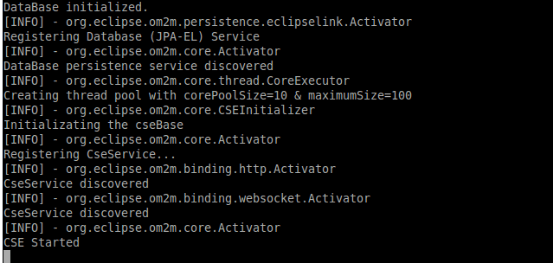 DataBase initialized.
[INFO] - org.eclipse.om2m.persistence.eclipselink.Activator
Registering Database (JPA-EL) Service
[INFO] - org.eclipse.om2m.core.Activator
DataBase persistence service discovered
[INFO] - org.eclipse.om2m.core.thread.CoreExecutor
Creating thread pool with corePoolSize=10 & maximumSize=100
[INFO] - org.eclipse.om2m.core.CSEInitializer
Initializating the cseBase
[INFO] - org.eclipse.om2m.core.Activator
Registering CseService...
[INFO] - org.eclipse.om2m.binding.http.Activator
CseService discovered
[INFO] - org.eclipse.om2m.binding.websocket.Activator
CseService discovered
[INFO] - org.eclipse.om2m.core.Activator
CSE Started